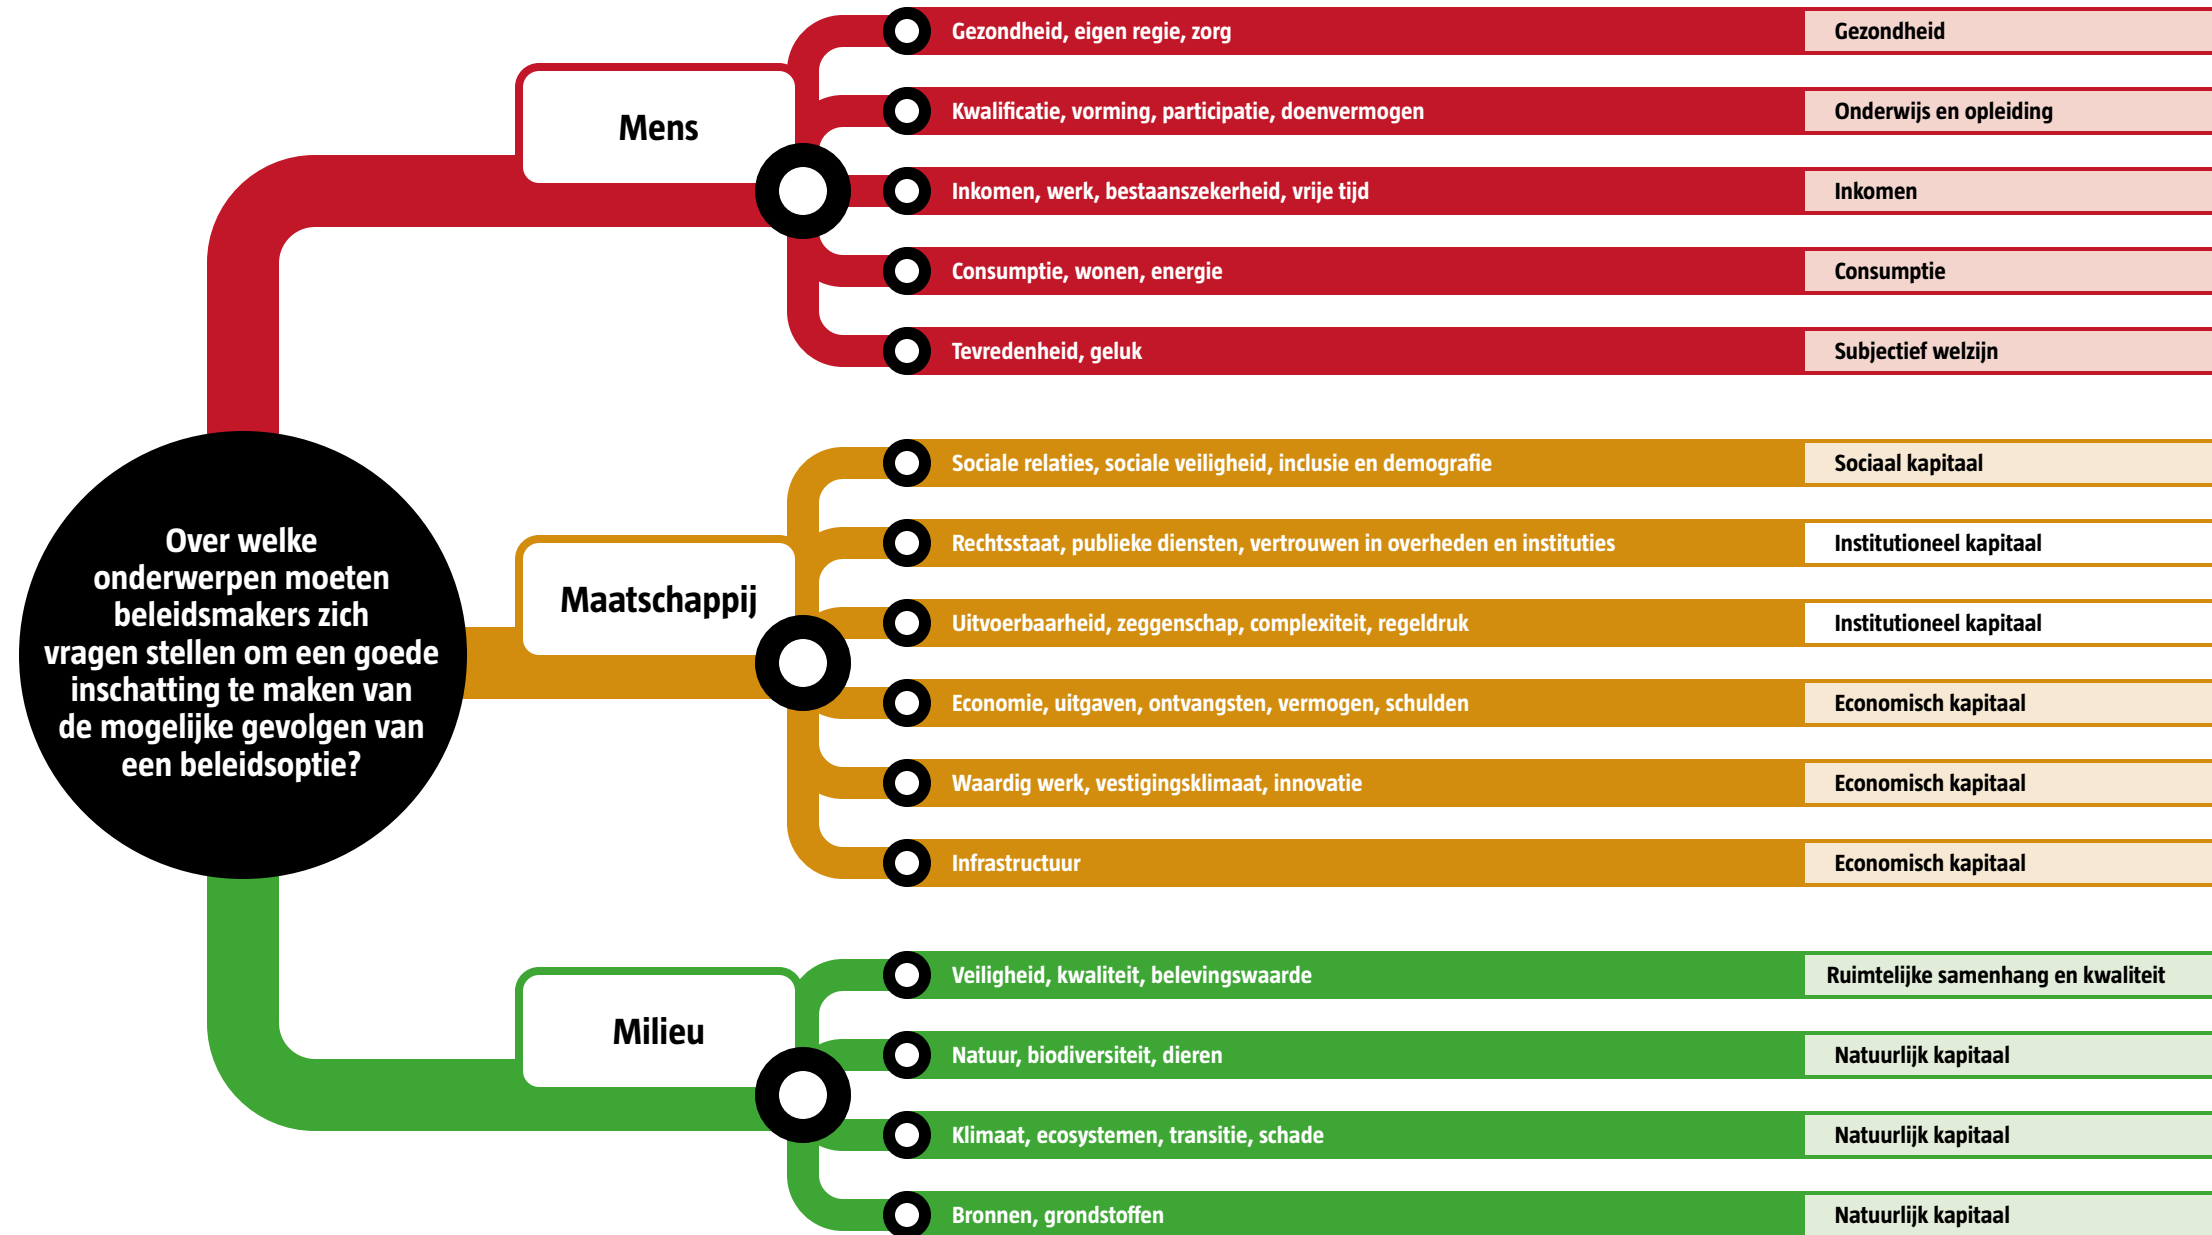 Over welke
onderwerpen moeten
beleidsmakers zich
vragen stellen om een goede
inschatting te maken van
de mogelijke gevolgen van
een beleidsoptie?
Mens
Gezondheid, eigen regie, zorg
Gezondheid
Kwalificatie, vorming, participatie, doenvermogen
Onderwijs en opleiding
Inkomen, werk, bestaanszekerheid, vrije tijd
Inkomen
Consumptie, wonen, energie
Consumptie
Tevredenheid, geluk
Subjectief welzijn
Maatschappij
Sociale relaties, sociale veiligheid, inclusie en demografie
Sociaal kapitaal
Rechtsstaat, publieke diensten, vertrouwen in overheden en instituties
Institutioneel kapitaal
Uitvoerbaarheid, zeggenschap, complexiteit, regeldruk
Institutioneel kapitaal
Economie, uitgaven, ontvangsten, vermogen, schulden
Economisch kapitaal
Waardig werk, vestigingsklimaat, innovatie
Economisch kapitaal
Infrastructuur
Economisch kapitaal
Milieu
Veiligheid, kwaliteit, belevingswaarde
Ruimtelijke samenhang en kwaliteit
Natuur, biodiversiteit, dieren
Natuurlijk kapitaal
Klimaat, ecosystemen, transitie, schade
Natuurlijk kapitaal
Bronnen, grondstoffen
Natuurlijk kapitaal